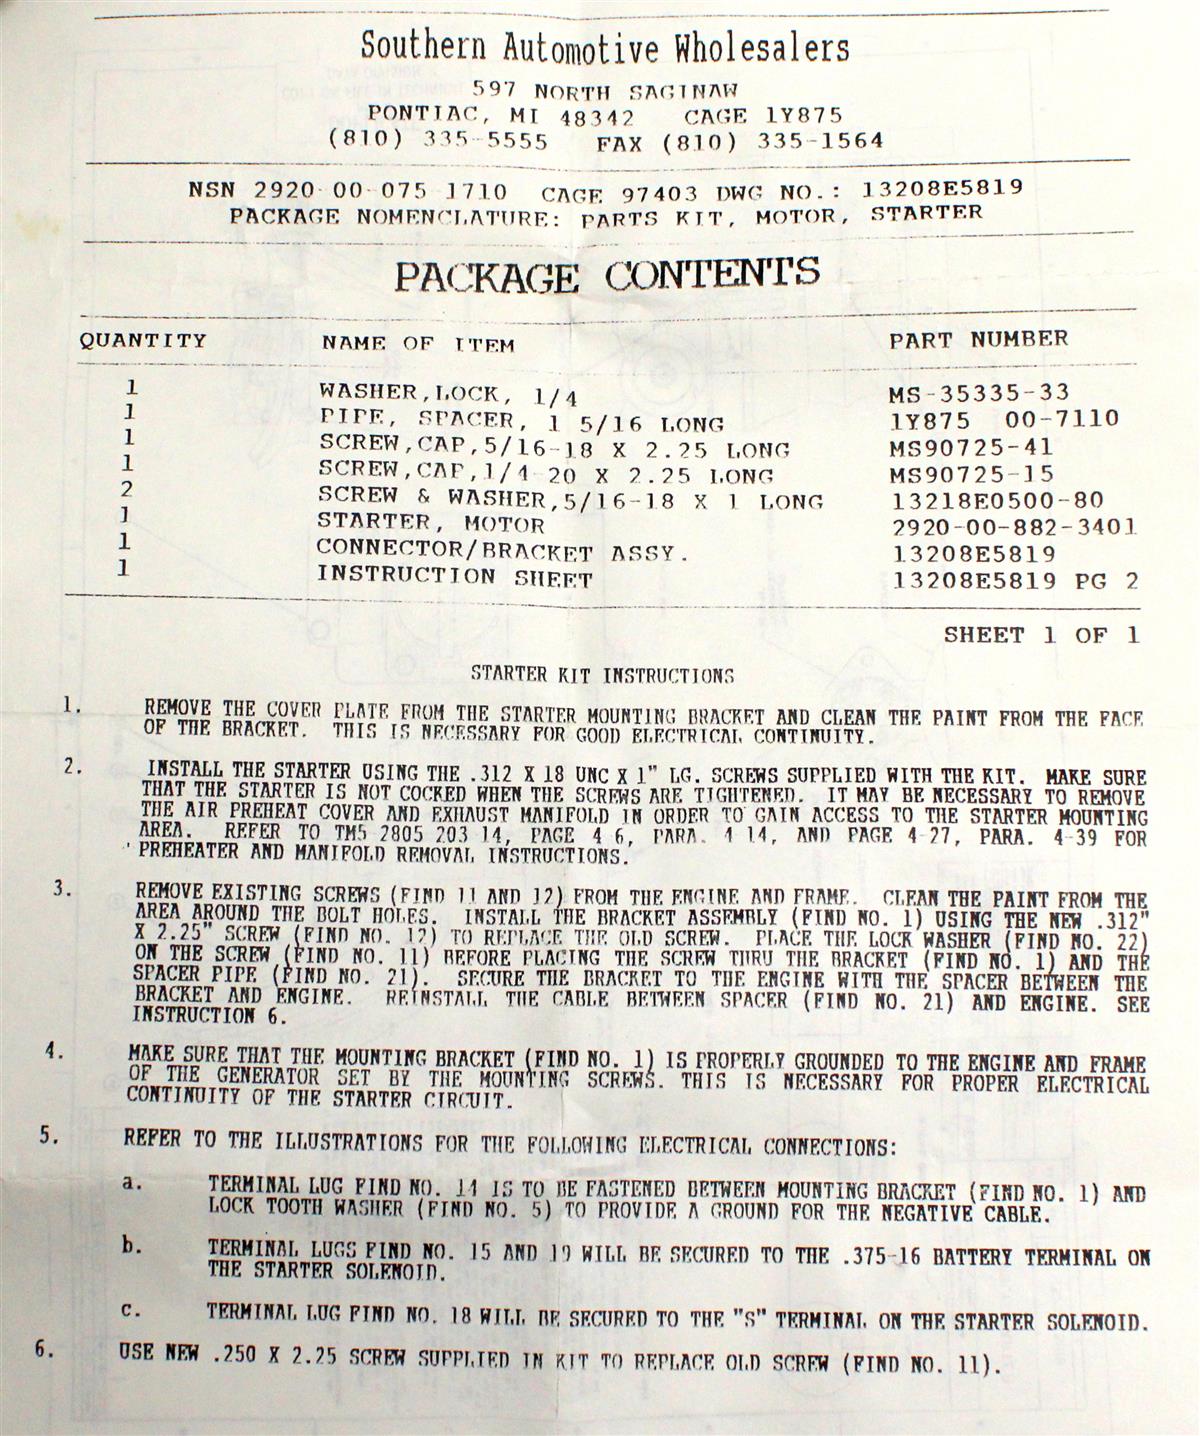 Southern Automotive Wholesalers
597 NORTH SAGINAW
PONTIAC, MI 48342 CAGE 1Y875
(810) 335-5555 FAX (810) 335-1564
NSN 2920-00-075-1710 CAGE 97403 DWG NO.: 13208E5819
PACKAGE NOMENCLATURE: PARTS KIT, MOTOR, STARTER
PACKAGE CONTENTS
QUANTITY NAME OF ITEM PART NUMBER
1 WASHER,LOCK, 1/4 MS-35335-33
1 PIPE, SPACER, 1 5/16 LONG 1Y875 00-7110
1 SCREW,CAP,5/16-18 X 2.25 LONG MS90725-41
1 SCREW,CAP,1/4-20 X 2.25 LONG MS90725-15
2 SCREW & WASHER,5/16-18 X 1 LONG 13218E0500-80
1 STARTER, MOTOR 2920-00-882-3401
1 CONNECTOR/BRACKET ASSY. 13208E5819
1 INSTRUCTION SHEET 13208E5819 PG 2
SHEET 1 OF 1
STARTER KIT INSTRUCTIONS
1. REMOVE THE COVER PLATE FROM THE STARTER MOUNTING BRACKET AND CLEAN THE PAINT FROM THE FACE
OF THE BRACKET. THIS IS NECESSARY FOR GOOD ELECTRICAL CONTINUITY.
2. INSTALL THE STARTER USING THE .312 X 18 UNC X 1" LG. SCREWS SUPPLIED WITH THE KIT. MAKE SURE
THAT THE STARTER IS NOT COCKED WHEN THE SCREWS ARE TIGHTENED. IT MAY BE NECESSARY TO REMOVE
THE AIR PREHEAT COVER AND EXHAUST MANIFOLD IN ORDER TO GAIN ACCESS TO THE STARTER MOUNTING
AREA. REFER TO TM5 2805 203 14, PAGE 4-6, PARA. 4-14, AND PAGE 4-27, PARA. 4-39 FOR
PREHEATER AND MANIFOLD REMOVAL INSTRUCTIONS.
3. REMOVE EXISTING SCREWS (FIND 11 AND 12) FROM THE ENGINE AND FRAME. CLEAN THE PAINT FROM THE
AREA AROUND THE BOLT HOLES. INSTALL THE BRACKET ASSEMBLY (FIND NO. 1) USING THE NEW .312"
X 2.25" SCREW (FIND NO. 12) TO REPLACE THE OLD SCREW. PLACE THE LOCK WASHER (FIND NO. 22)
ON THE SCREW (FIND NO. 11) BEFORE PLACING THE SCREW THRU THE BRACKET (FIND NO. 1) AND THE
SPACER PIPE (FIND NO. 21). SECURE THE BRACKET TO THE ENGINE WITH THE SPACER BETWEEN THE
BRACKET AND ENGINE. REINSTALL THE CABLE BETWEEN SPACER (FIND NO. 21) AND ENGINE. SEE
INSTRUCTION 6.
4. MAKE SURE THAT THE MOUNTING BRACKET (FIND NO. 1) IS PROPERLY GROUNDED TO THE ENGINE AND FRAME
OF THE GENERATOR SET BY THE MOUNTING SCREWS. THIS IS NECESSARY FOR PROPER ELECTRICAL
CONTINUITY OF THE STARTER CIRCUIT.
5. REFER TO THE ILLUSTRATIONS FOR THE FOLLOWING ELECTRICAL CONNECTIONS:
a. TERMINAL LUG FIND NO. 14 IS TO BE FASTENED BETWEEN MOUNTING BRACKET (FIND NO. 1) AND
LOCK TOOTH WASHER (FIND NO. 5) TO PROVIDE A GROUND FOR THE NEGATIVE CABLE.
b. TERMINAL LUGS FIND NO. 15 AND 19 WILL BE SECURED TO THE .375-16 BATTERY TERMINAL ON
THE STARTER SOLENOID.
c. TERMINAL LUG FIND NO. 18 WILL BE SECURED TO THE "S" TERMINAL ON THE STARTER SOLENOID.
6. USE NEW .250 X 2.25 SCREW SUPPLIED IN KIT TO REPLACE OLD SCREW (FIND NO. 11).